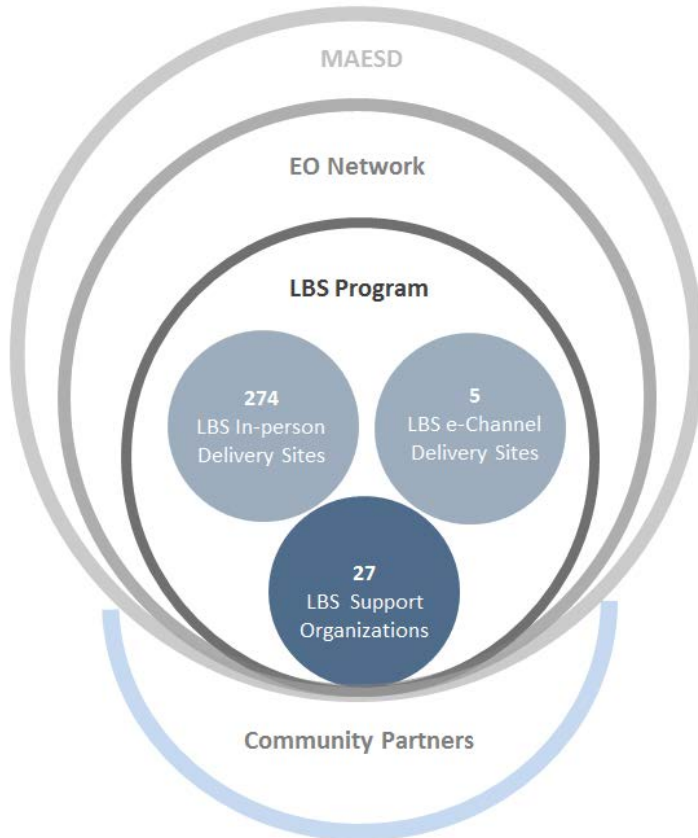 MAESD
EO Network
LBS Program
274
LBS In-person
Delivery Sites
5
LBS e-Channel
Delivery Sites
27
LBS Support
Organizations
Community Partners